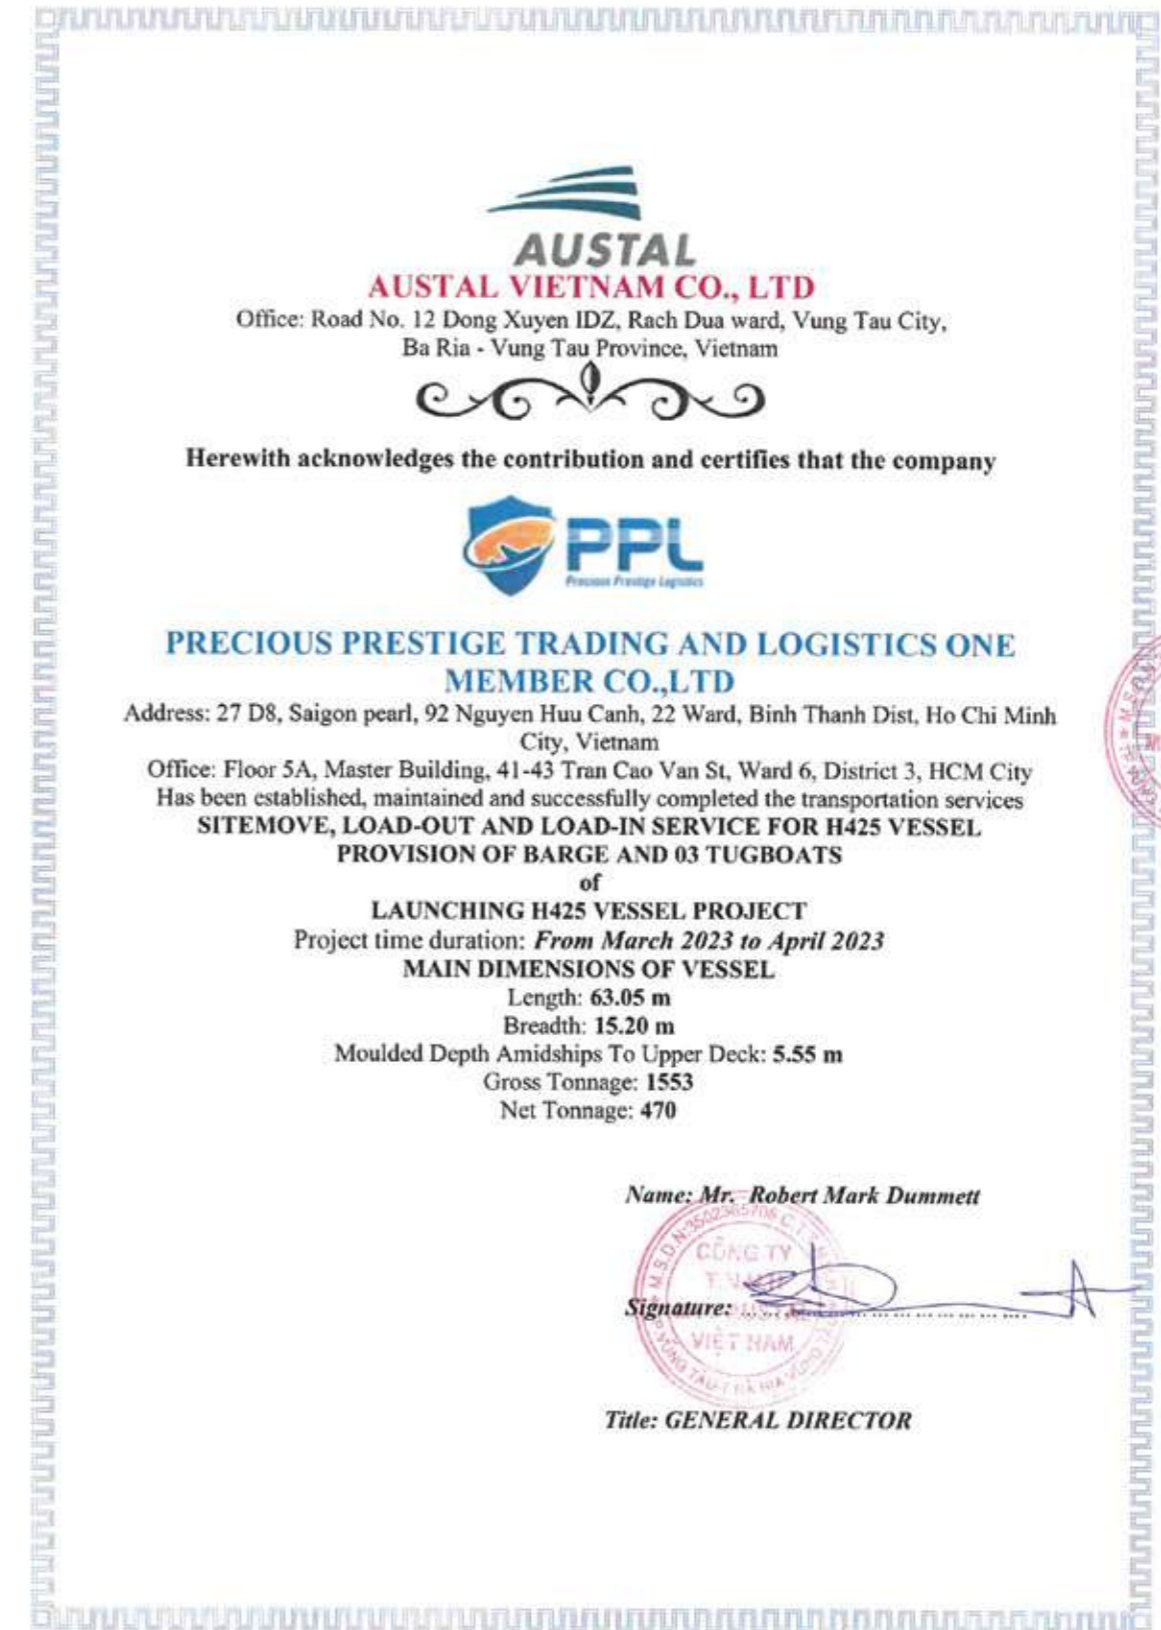 AUSTAL
AUSTAL VIETNAM CO., LTD
Office: Road No. 12 Dong Xuyen IDZ, Rach Dua ward, Vung Tau City,
Ba Ria - Vung Tau Province, Vietnam
Herewith acknowledges the contribution and certifies that the company
PPL
Precious Prestige Logistics
PRECIOUS PRESTIGE TRADING AND LOGISTICS ONE
MEMBER CO.,LTD
Address: 27 D8, Saigon pearl, 92 Nguyen Huu Canh, 22 Ward, Binh Thanh Dist, Ho Chi Minh
City, Vietnam
Office: Floor 5A, Master Building, 41-43 Tran Cao Van St, Ward 6, District 3, HCM City
Has been established, maintained and successfully completed the transportation services
SITEMOVE, LOAD-OUT AND LOAD-IN SERVICE FOR H425 VESSEL
PROVISION OF BARGE AND 03 TUGBOATS
of
LAUNCHING H425 VESSEL PROJECT
Project time duration: From March 2023 to April 2023
MAIN DIMENSIONS OF VESSEL
Length: 63.05 m
Breadth: 15.20 m
Moulded Depth Amidships To Upper Deck: 5.55 m
Gross Tonnage: 1553
Net Tonnage: 470
Name: Mr. Robert Mark Dummett
M.S.D.N:3502365706
CÔNG TY
Signature:
VIỆT NAM
Title: GENERAL DIRECTOR